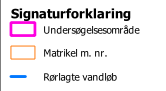 Signaturforklaring
Undersøgelsesområde
Matrikel m. nr.
Rørlagte vandløb